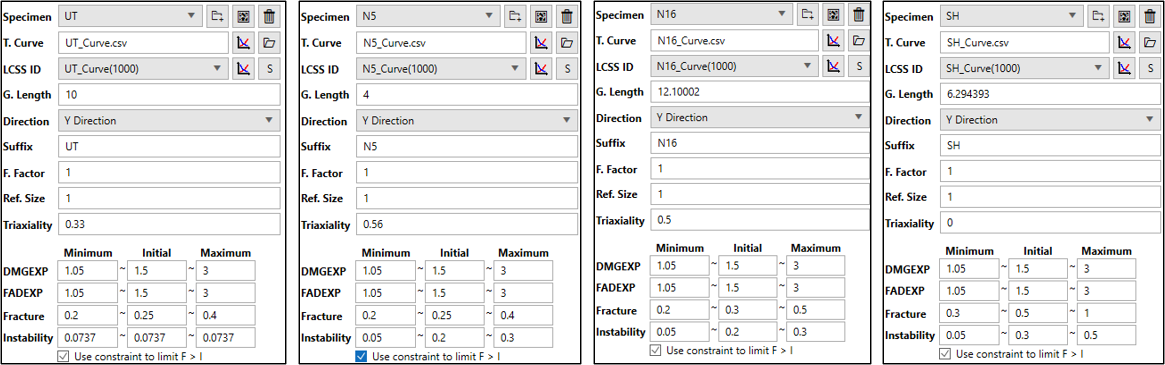 Specimen UT
T. Curve UT_Curve.csv
LCSS ID UT_Curve(1000) S
G. Length 10
Direction Y Direction
Suffix UT
F. Factor 1
Ref. Size 1
Triaxiality 0.33
Minimum Initial Maximum
DMGEXP 1.05 ~ 1.5 ~ 3
FADEXP 1.05 ~ 1.5 ~ 3
Fracture 0.2 ~ 0.25 ~ 0.4
Instability 0.0737 ~ 0.0737 ~ 0.0737
Use constraint to limit F > I
Specimen N5
T. Curve N5_Curve.csv
LCSS ID N5_Curve(1000) S
G. Length 4
Direction Y Direction
Suffix N5
F. Factor 1
Ref. Size 1
Triaxiality 0.56
Minimum Initial Maximum
DMGEXP 1.05 ~ 1.5 ~ 3
FADEXP 1.05 ~ 1.5 ~ 3
Fracture 0.2 ~ 0.25 ~ 0.4
Instability 0.05 ~ 0.2 ~ 0.3
Use constraint to limit F > I
Specimen N16
T. Curve N16_Curve.csv
LCSS ID N16_Curve(1000) S
G. Length 12.10002
Direction Y Direction
Suffix N16
F. Factor 1
Ref. Size 1
Triaxiality 0.5
Minimum Initial Maximum
DMGEXP 1.05 ~ 1.5 ~ 3
FADEXP 1.05 ~ 1.5 ~ 3
Fracture 0.2 ~ 0.3 ~ 0.5
Instability 0.05 ~ 0.2 ~ 0.3
Use constraint to limit F > I
Specimen SH
T. Curve SH_Curve.csv
LCSS ID SH_Curve(1000) S
G. Length 6.294393
Direction Y Direction
Suffix SH
F. Factor 1
Ref. Size 1
Triaxiality 0
Minimum Initial Maximum
DMGEXP 1.05 ~ 1.5 ~ 3
FADEXP 1.05 ~ 1.5 ~ 3
Fracture 0.3 ~ 0.5 ~ 1
Instability 0.05 ~ 0.3 ~ 0.5
Use constraint to limit F > I